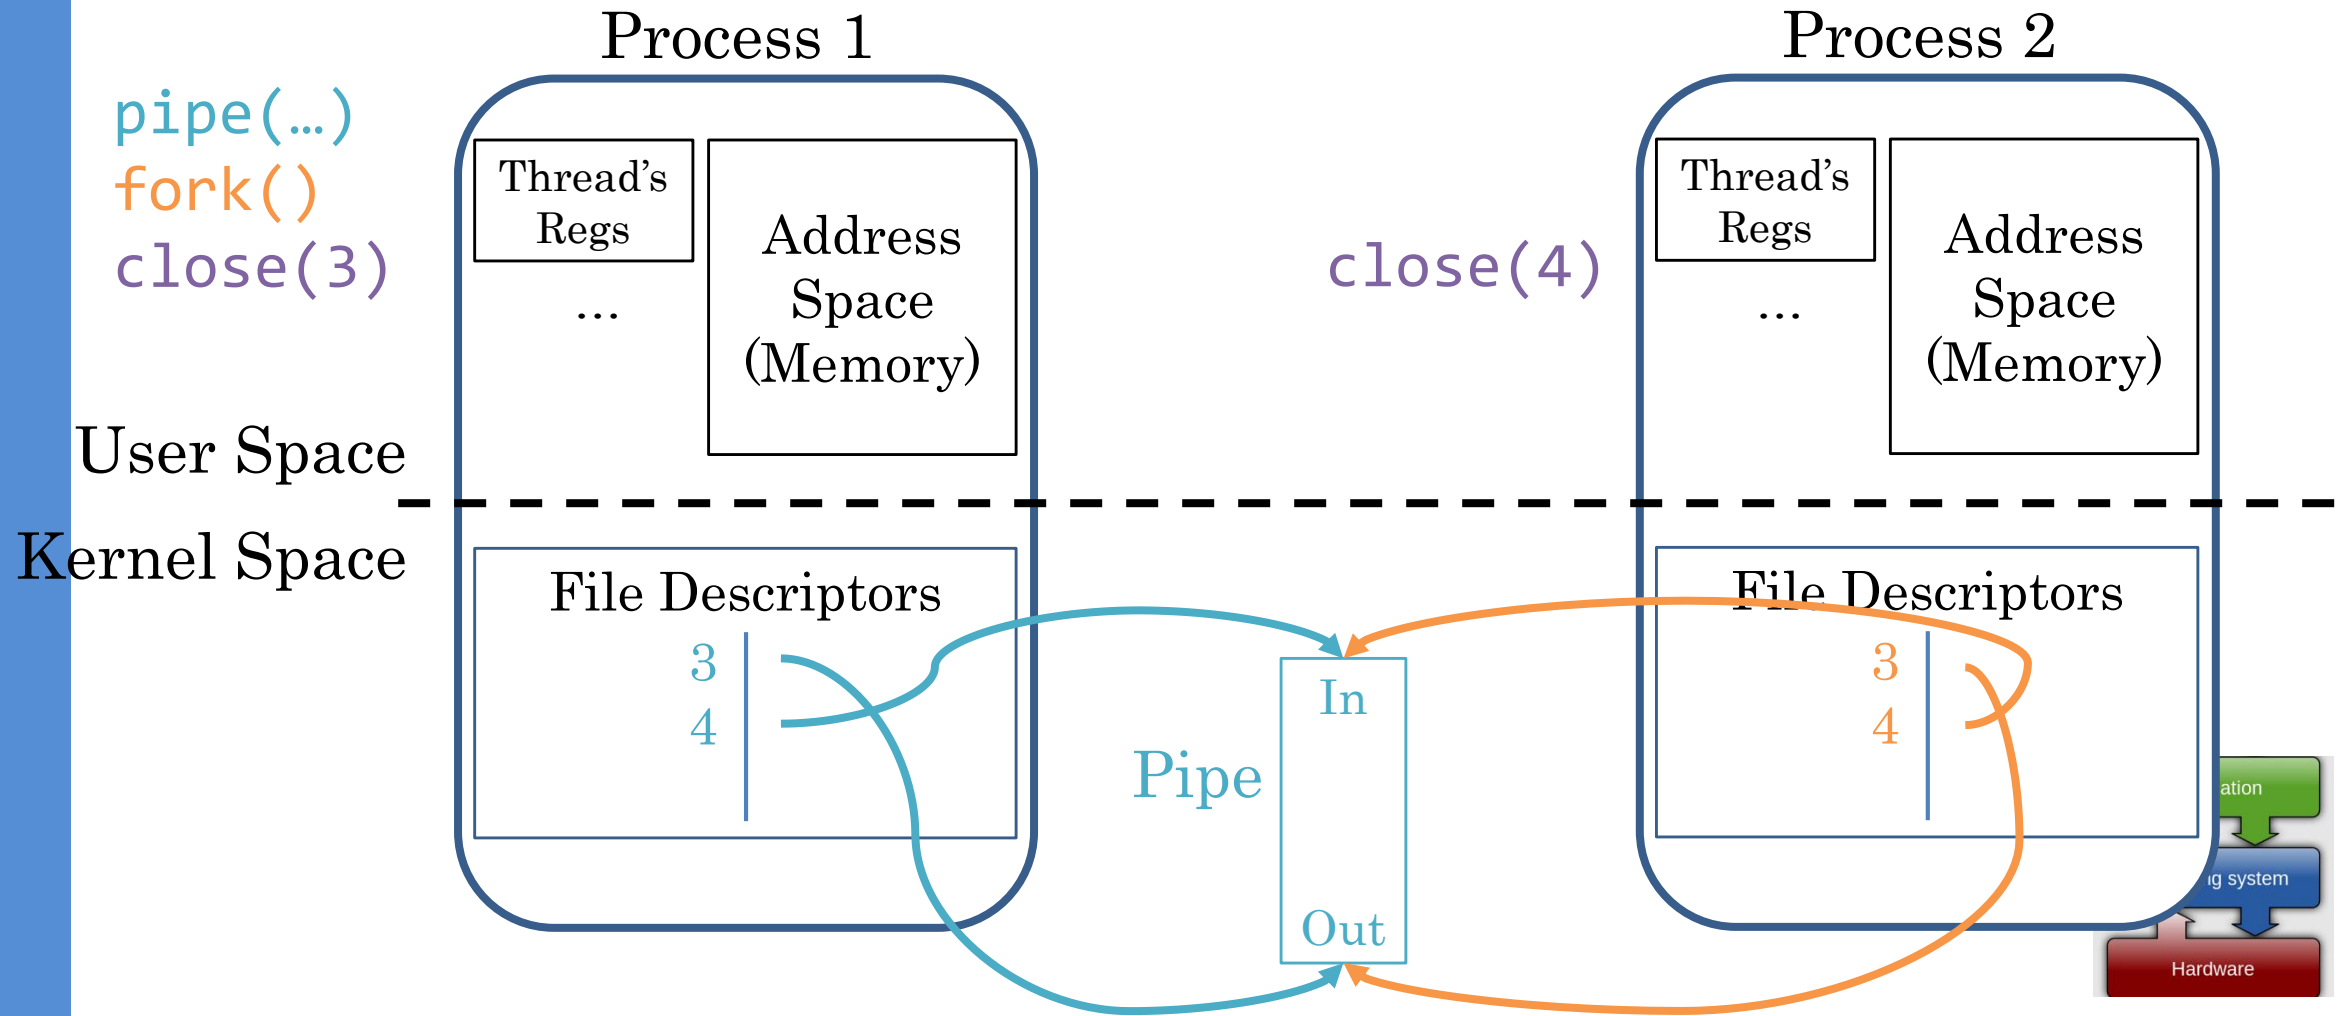 Process 1
Process 2
pipe(…)
fork()
close(3)
Thread's
Regs
...
Address
Space
(Memory)
close(4)
Thread's
Regs
...
Address
Space
(Memory)
User Space
Kernel Space
File Descriptors
3
4
Pipe
In
Out
File Descriptors
3
4
ation
ng system
Hardware